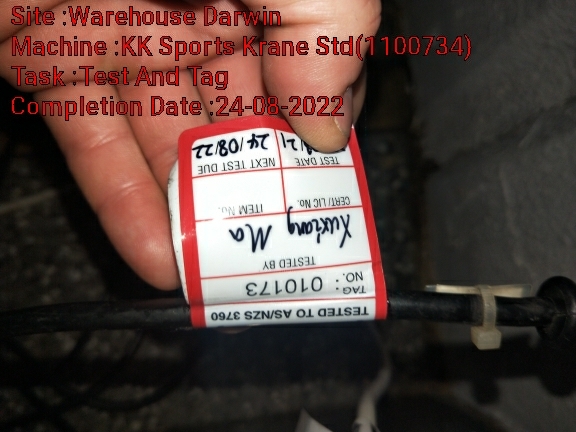 Site :Warehouse Darwin
Machine :KK Sports Krane Std(1100734)
Task :Test And Tag
Completion Date :24-08-2022
TESTED TO AS/NZS 3760
TAG NO.: 010173
TESTED BY
Xuxiang Ma
CERT/LIC No. ITEM No.
TEST DATE NEXT TEST DUE
/21 24/08/22